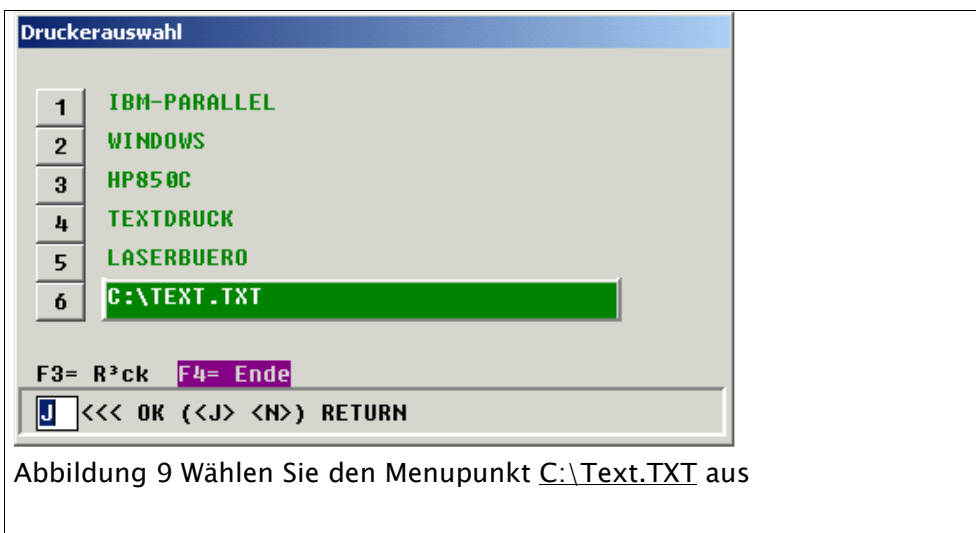 Druckerauswahl
1 IBM-PARALLEL
2 WINDOWS
3 HP850C
4 TEXTDRUCK
5 LASERBUERO
6 C:\TEXT.TXT
F3= R³ck F4= Ende
J <<< OK (<J> <N>) RETURN
Abbildung 9 Wählen Sie den Menupunkt C:\Text.TXT aus